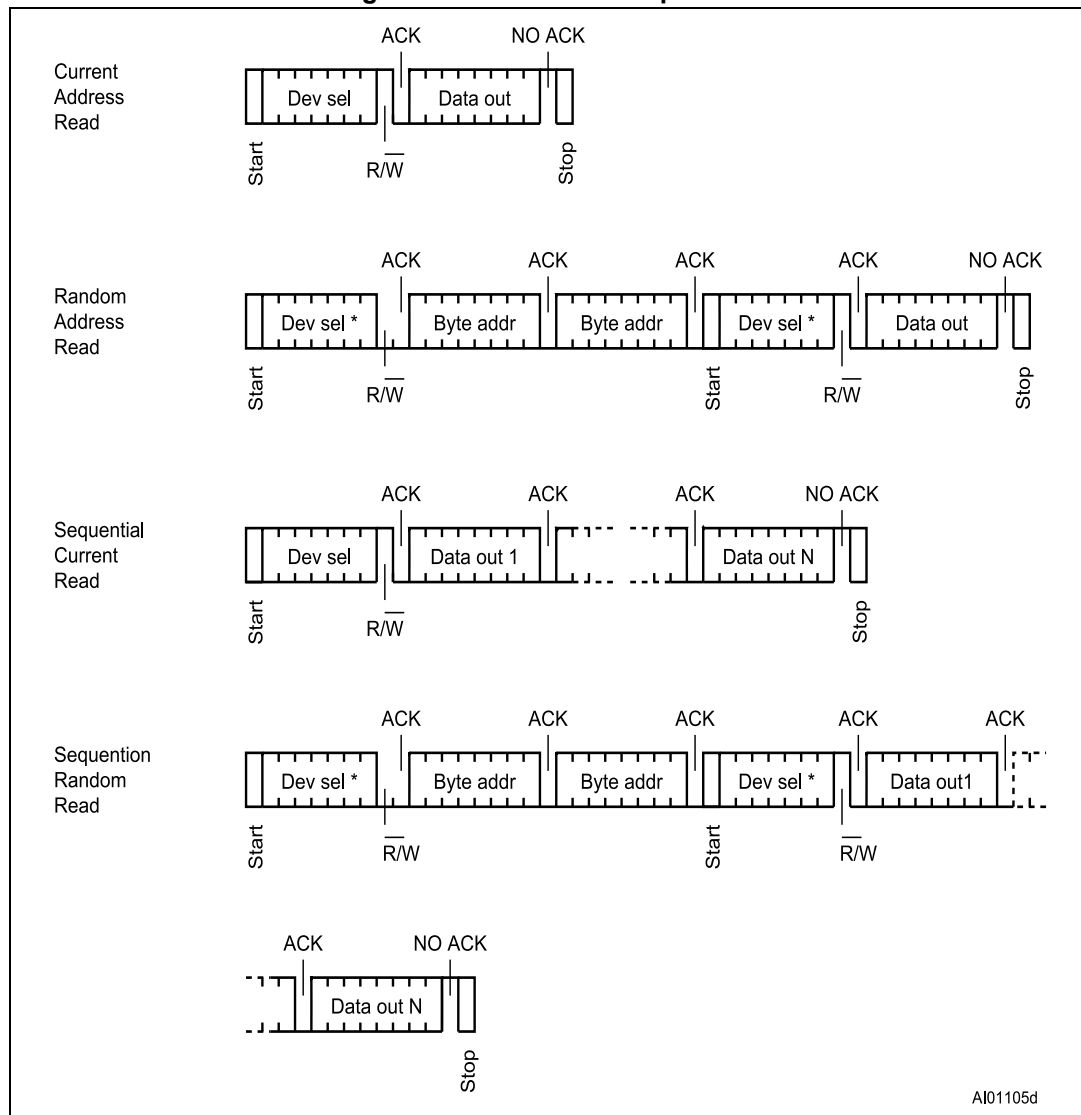 ACK NO ACK
Current
Address
Read
Dev sel Data out
Start R/W̅ Stop
ACK ACK ACK ACK NO ACK
Random
Address
Read
Dev sel * Byte addr Byte addr Dev sel * Data out
Start R/W̅ Start R/W̅ Stop
ACK ACK ACK NO ACK
Sequential
Current
Read
Dev sel Data out 1 Data out N
Start R/W̅ Stop
ACK ACK ACK ACK ACK
Sequention
Random
Read
Dev sel * Byte addr Byte addr Dev sel * Data out1
Start R̅/W Start R̅/W
ACK NO ACK
Data out N
Stop
AI01105d